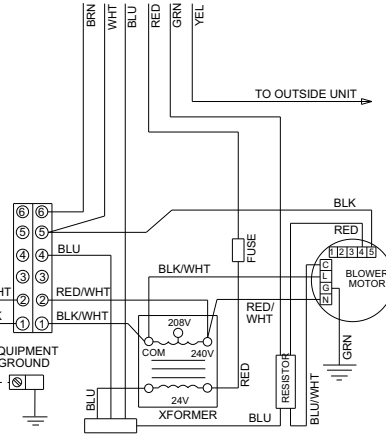 BRN
WHT
BLU
RED
GRN
YEL
TO OUTSIDE UNIT
6 6
5 5
4 4
3 3
2 2
1 1
BLU
RED/WHT
BLK/WHT
HT
K
BLK
RED
1 2 3 4 5
C
L
G
N
BLOWER
MOTOR
FUSE
BLK/WHT
RED/
WHT
208V
COM
240V
24V
XFORMER
RED
RESISTOR
BLU/WHT
GRN
QUIPMENT
GROUND
BLU
BLU